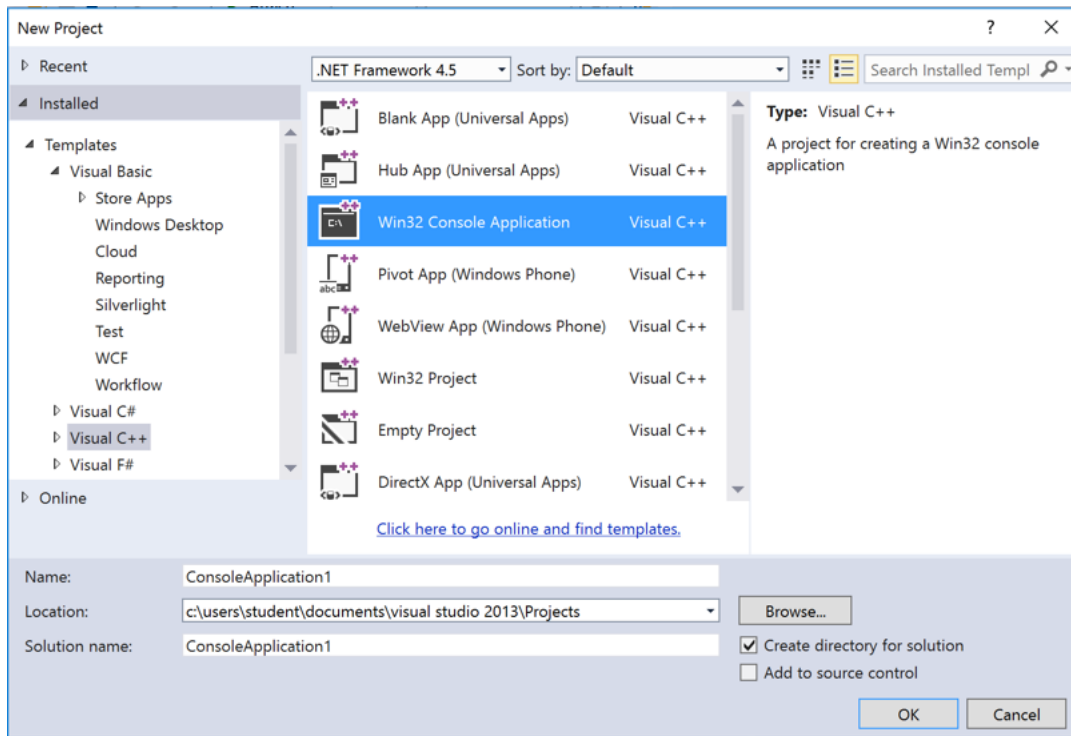 New Project
?
Recent
.NET Framework 4.5
Sort by: Default
Search Installed Templ
Installed
Templates
Visual Basic
Store Apps
Windows Desktop
Cloud
Reporting
Silverlight
Test
WCF
Workflow
Visual C#
Visual C++
Visual F#
Online
Blank App (Universal Apps) Visual C++
Hub App (Universal Apps) Visual C++
C:\ Win32 Console Application Visual C++
abc Pivot App (Windows Phone) Visual C++
WebView App (Windows Phone) Visual C++
Win32 Project Visual C++
Empty Project Visual C++
DirectX App (Universal Apps) Visual C++
Click here to go online and find templates.
Type: Visual C++
A project for creating a Win32 console
application
Name: ConsoleApplication1
Location: c:\users\student\documents\visual studio 2013\Projects
Browse...
Solution name: ConsoleApplication1
Create directory for solution
Add to source control
OK
Cancel